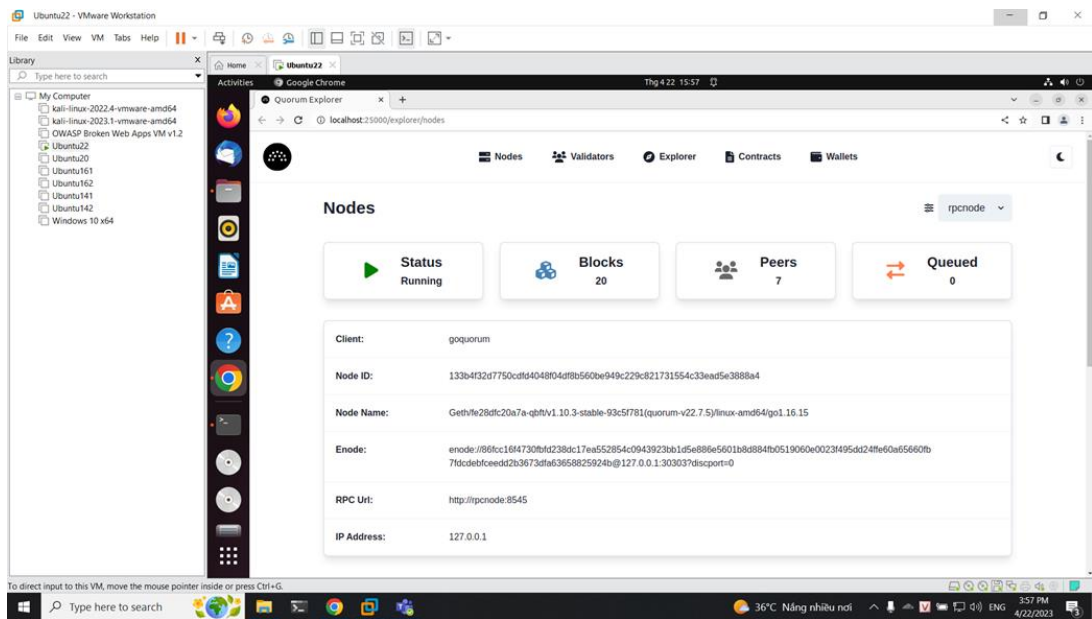 Ubuntu22 - VMware Workstation
File Edit View VM Tabs Help
Library
Type here to search
My Computer
kali-linux-2022.4-vmware-amd64
kali-linux-2023.1-vmware-amd64
OWASP Broken Web Apps VM v1.2
Ubuntu22
Ubuntu20
Ubuntu161
Ubuntu162
Ubuntu141
Ubuntu142
Windows 10 x64
Home
Ubuntu22
Activities Google Chrome Thg 4 22 15:57
Quorum Explorer
localhost:25000/explorer/nodes
Nodes Validators Explorer Contracts Wallets
Nodes
rpcnode
Status
Running
Blocks
20
Peers
7
Queued
0
Client: goquorum
Node ID: 133b4f32d7750cdfd4048f04df8b560be949c229c821731554c33ead5e3888a4
Node Name: Geth/fe28dfc20a7a-qbft/v1.10.3-stable-93c5f781(quorum-v22.7.5)/linux-amd64/go1.16.15
Enode: enode://86fcc16f4730fbfd238dc17ea552854c0943923bb1d5e886e5601b8d884fb0519060e0023f495dd24ffe60a65660fb
7fdcdebfceedd2b3673dfa63658825924b@127.0.0.1:30303?discport=0
RPC Url: http://rpcnode:8545
IP Address: 127.0.0.1
To direct input to this VM, move the mouse pointer inside or press Ctrl+G.
Type here to search
36°C Nắng nhiều nơi
ENG
3:57 PM
4/22/2023